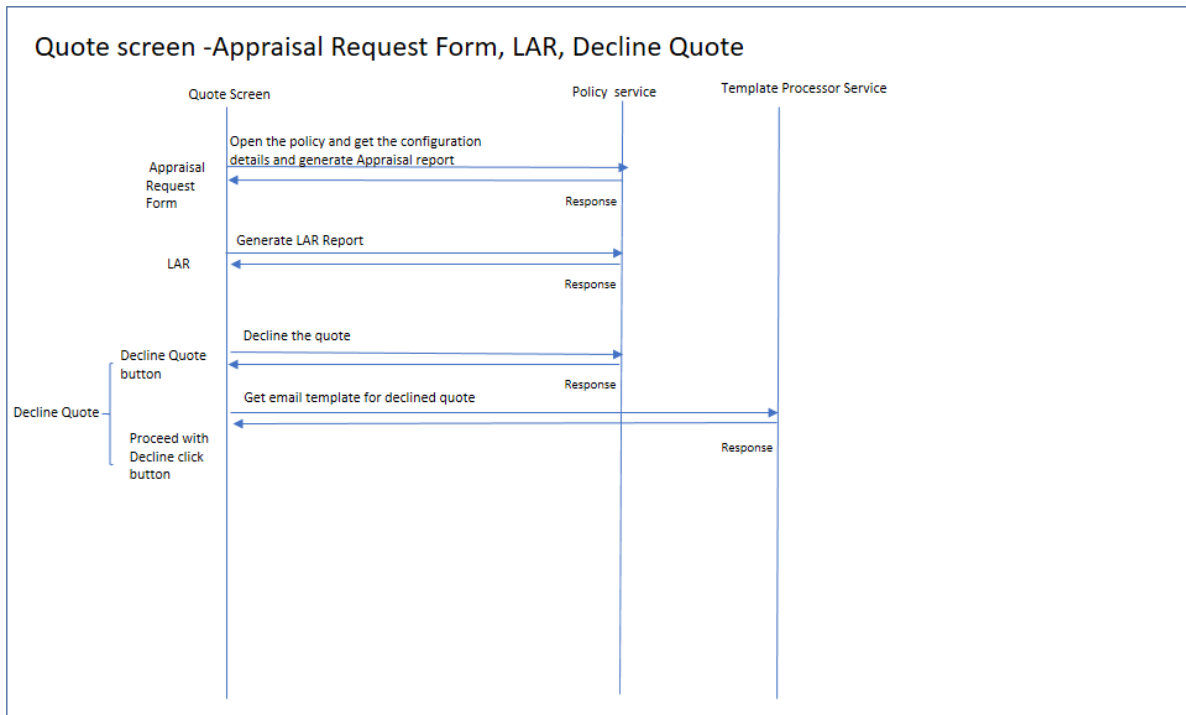 Quote screen -Appraisal Request Form, LAR, Decline Quote
Quote Screen
Policy service
Template Processor Service
Open the policy and get the configuration
details and generate Appraisal report
Appraisal
Request
Form
Response
Generate LAR Report
LAR
Response
Decline the quote
Decline Quote
button
Response
Get email template for declined quote
Decline Quote
Proceed with
Decline click
button
Response